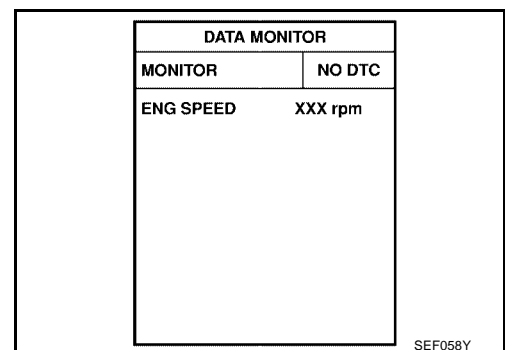 DATA MONITOR
MONITOR NO DTC
ENG SPEED XXX rpm
SEF058Y